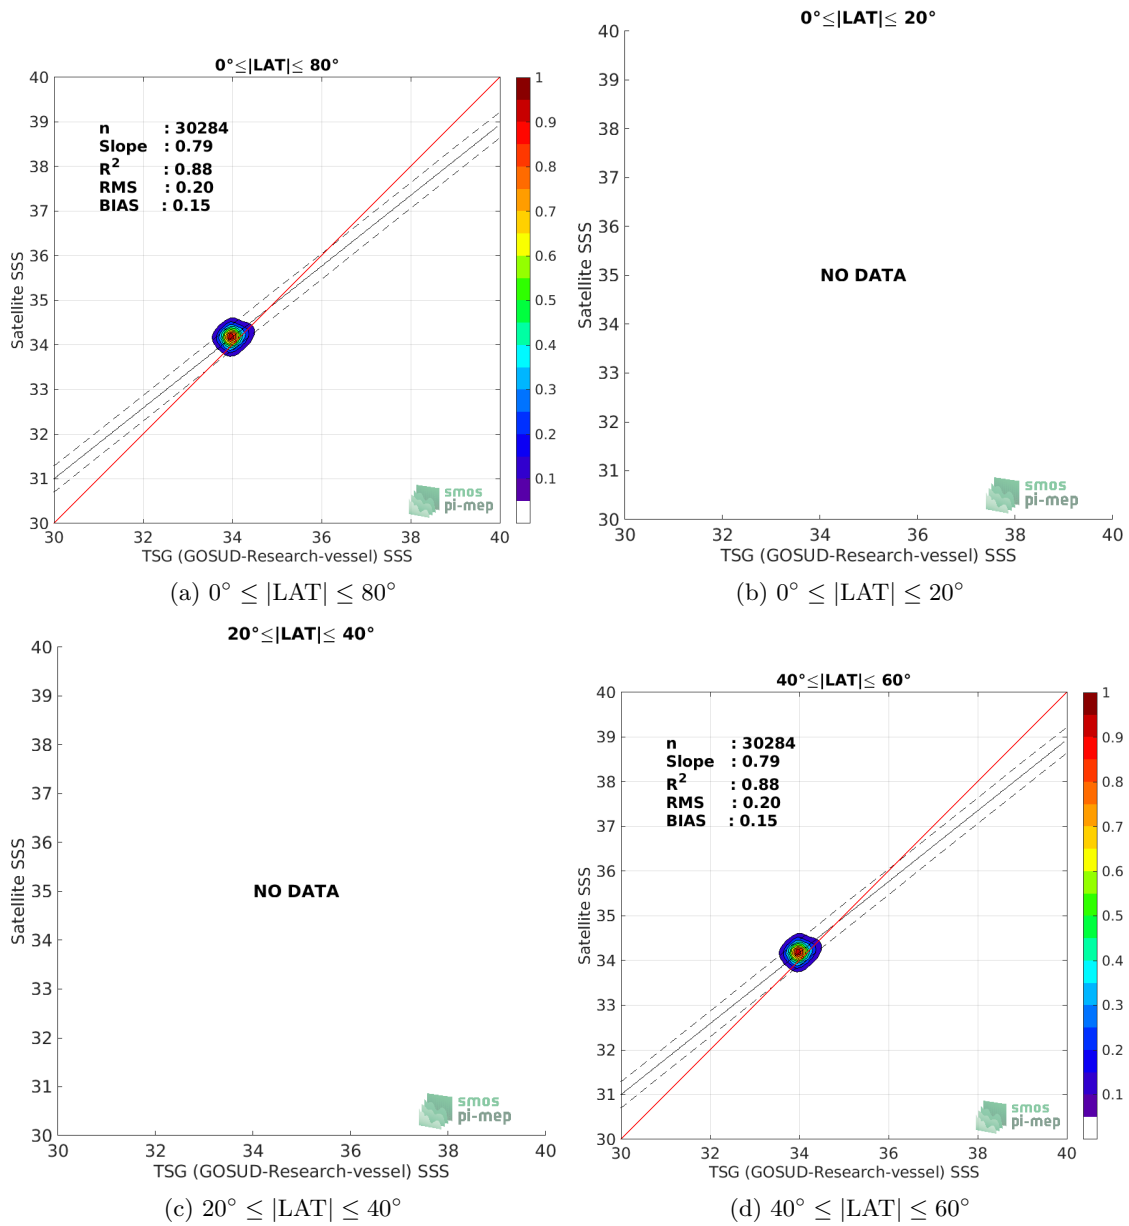 0°≤|LAT|≤ 80°
40
39
38
37
36
35
34
33
32
31
30
Satellite SSS
n : 30284
Slope : 0.79
R2 : 0.88
RMS : 0.20
BIAS : 0.15
smos
pi-mep
30 32 34 36 38 40
TSG (GOSUD-Research-vessel) SSS
1
0.9
0.8
0.7
0.6
0.5
0.4
0.3
0.2
0.1
(a) 0° ≤ |LAT| ≤ 80°
0°≤|LAT|≤ 20°
40
39
38
37
36
35
34
33
32
31
30
Satellite SSS
NO DATA
smos
pi-mep
30 32 34 36 38 40
TSG (GOSUD-Research-vessel) SSS
(b) 0° ≤ |LAT| ≤ 20°
20°≤|LAT|≤ 40°
40
39
38
37
36
35
34
33
32
31
30
Satellite SSS
NO DATA
smos
pi-mep
30 32 34 36 38 40
TSG (GOSUD-Research-vessel) SSS
(c) 20° ≤ |LAT| ≤ 40°
40°≤|LAT|≤ 60°
40
39
38
37
36
35
34
33
32
31
30
Satellite SSS
n : 30284
Slope : 0.79
R2 : 0.88
RMS : 0.20
BIAS : 0.15
smos
pi-mep
30 32 34 36 38 40
TSG (GOSUD-Research-vessel) SSS
1
0.9
0.8
0.7
0.6
0.5
0.4
0.3
0.2
0.1
(d) 40° ≤ |LAT| ≤ 60°